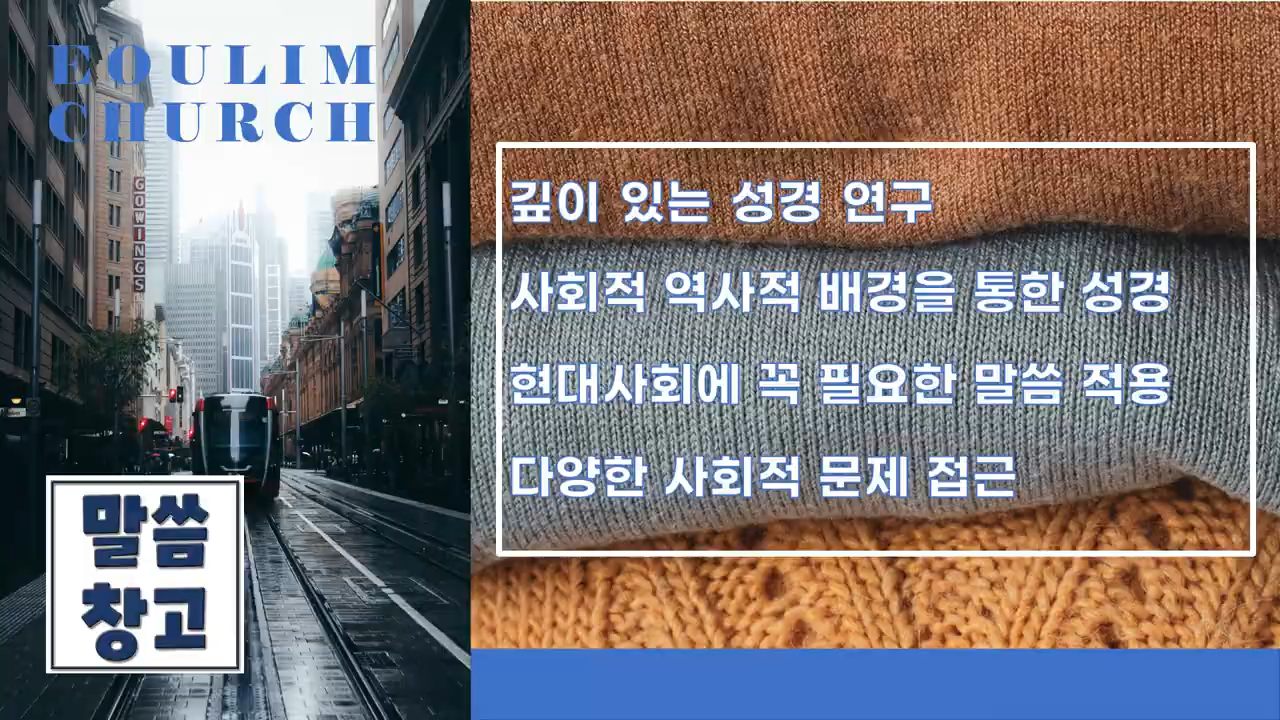 EOULIM
CHURCH
GOWINGS
말씀
창고
깊이 있는 성경 연구
사회적 역사적 배경을 통한 성경
현대사회에 꼭 필요한 말씀 적용
다양한 사회적 문제 접근